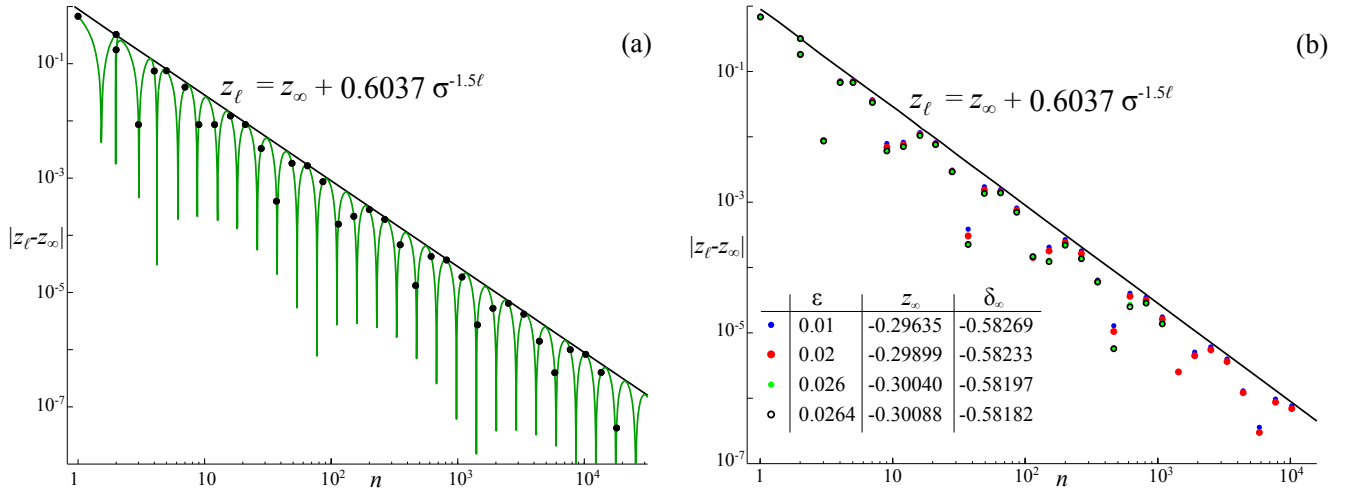 (a)
z_ℓ = z_∞ + 0.6037 σ^{-1.5ℓ}
10^{-1}
10^{-3}
|z_ℓ-z_∞|
10^{-5}
10^{-7}
1 10 10^2 10^3 10^4
n
(b)
z_ℓ = z_∞ + 0.6037 σ^{-1.5ℓ}
10^{-1}
10^{-3}
|z_ℓ-z_∞|
10^{-5}
10^{-7}
ε z_∞ δ_∞
0.01 -0.29635 -0.58269
0.02 -0.29899 -0.58233
0.026 -0.30040 -0.58197
0.0264 -0.30088 -0.58182
1 10 10^2 10^3 10^4
n